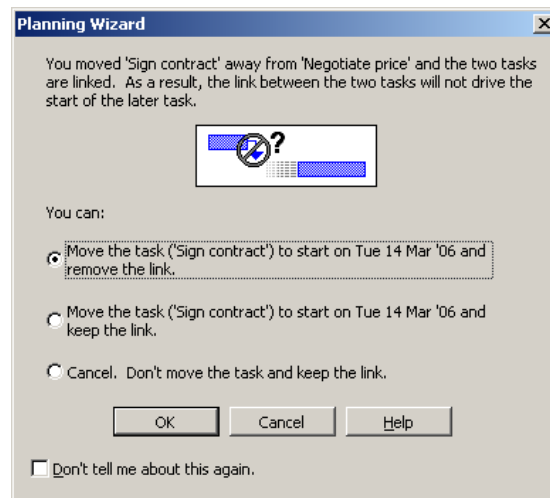 Planning Wizard
You moved 'Sign contract' away from 'Negotiate price' and the two tasks
are linked. As a result, the link between the two tasks will not drive the
start of the later task.
?
You can:
Move the task ('Sign contract') to start on Tue 14 Mar '06 and
remove the link.
Move the task ('Sign contract') to start on Tue 14 Mar '06 and
keep the link.
Cancel. Don't move the task and keep the link.
OK Cancel Help
Don't tell me about this again.